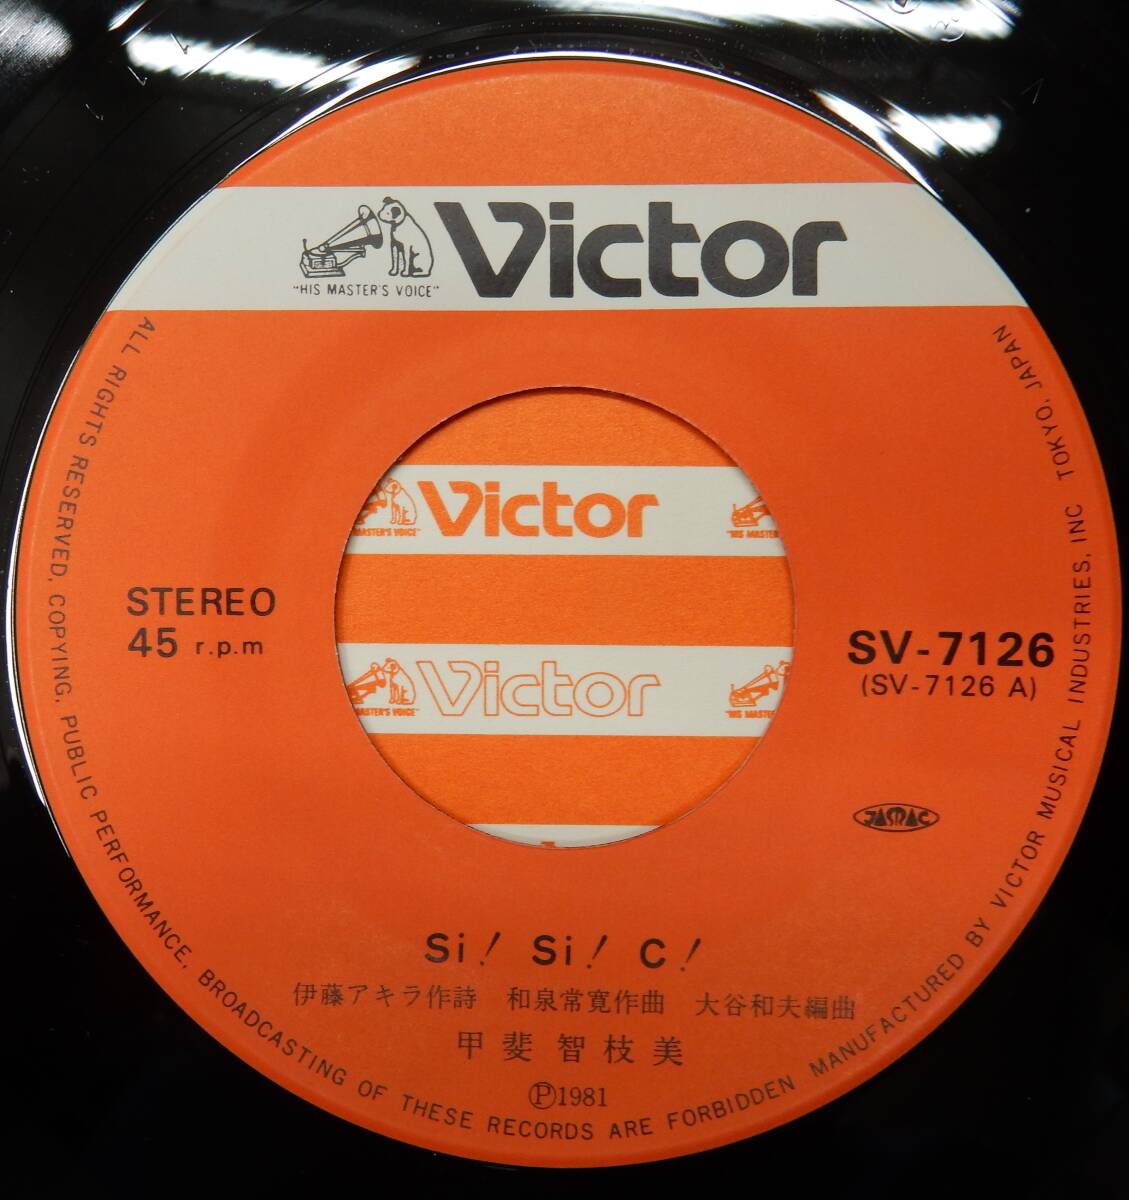 Victor
"HIS MASTER'S VOICE"
ALL RIGHTS RESERVED. COPYING, PUBLIC PERFORMANCE, BROADCASTING OF THESE RECORDS ARE FORBIDDEN MANUFACTURED BY VICTOR MUSICAL INDUSTRIES, INC TOKYO, JAPAN
Victor
MASTER'S VOICE"
"HIS MASTER
STEREO
45 r.p.m
SV-7126
(SV-7126 A)
Victor
MASTER'S VOICE"
"HIS MASTER
JASRAC
Si! Si! C!
伊藤アキラ作詩 和泉常寛作曲 大谷和夫編曲
甲斐智枝美
Ⓟ1981